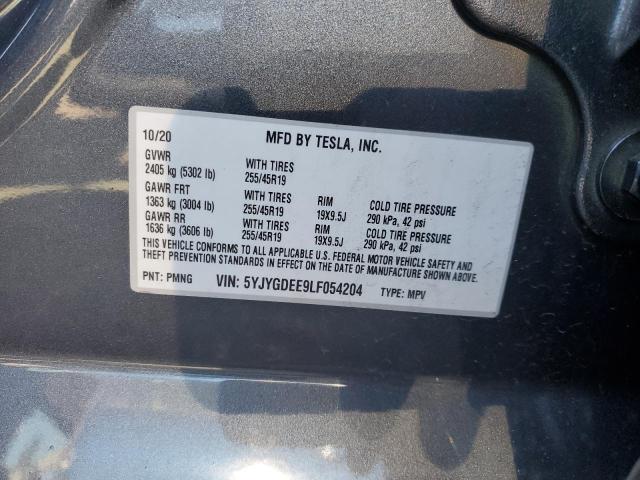 10/20 MFD BY TESLA, INC.
GVWR
2405 kg (5302 lb) WITH TIRES 255/45R19
GAWR FRT
1363 kg (3004 lb) WITH TIRES 255/45R19 RIM 19X9.5J COLD TIRE PRESSURE 290 kPa, 42 psi
GAWR RR
1636 kg (3606 lb) WITH TIRES 255/45R19 RIM 19X9.5J COLD TIRE PRESSURE 290 kPa, 42 psi
THIS VEHICLE CONFORMS TO ALL APPLICABLE U.S. FEDERAL MOTOR VEHICLE SAFETY AND
THEFT PREVENTION STANDARDS IN EFFECT ON THE DATE OF MANUFACTURE SHOWN ABOVE.
PNT: PMNG VIN: 5YJYGDEE9LF054204 TYPE: MPV